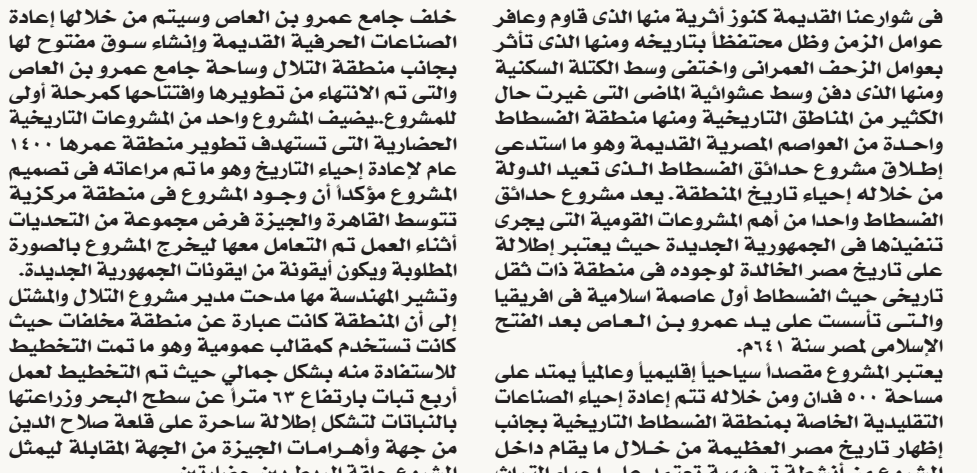 فى شوارعنا القديمة كنوز أثرية منها الذى قاوم وعافر
عوامل الزمن وظل محتفظاً بتاريخه ومنها الذى تأثر
بعوامل الزحف العمرانى واختفى وسط الكتلة السكنية
ومنها الذى دفن وسط عشوائية الماضى التى غيرت حال
الكثير من المناطق التاريخية ومنها منطقة الفسطاط
واحدة من العواصم المصرية القديمة وهو ما استدعى
إطلاق مشروع حدائق الفسطاط الذى تعيد الدولة
من خلاله إحياء تاريخ المنطقة. يعد مشروع حدائق
الفسطاط واحدا من أهم المشروعات القومية التى يجرى
تنفيذها فى الجمهورية الجديدة حيث يعتبر إطلالة
على تاريخ مصر الخالدة لوجوده فى منطقة ذات ثقل
تاريخى حيث الفسطاط أول عاصمة اسلامية فى افريقيا
والتى تأسست على يد عمرو بن العاص بعد الفتح
الإسلامى لمصر سنة ٦٤١م.
يعتبر المشروع مقصداً سياحياً إقليمياً وعالمياً يمتد على
مساحة ٥٠٠ فدان ومن خلاله تتم إعادة إحياء الصناعات
التقليدية الخاصة بمنطقة الفسطاط التاريخية بجانب
إظهار تاريخ مصر العظيمة من خلال ما يقام داخل
المشروع من أنشطة ترفيهية تعتمد على إحياء التراث
خلف جامع عمرو بن العاص وسيتم من خلالها إعادة
الصناعات الحرفية القديمة وإنشاء سوق مفتوح لها
بجانب منطقة التلال وساحة جامع عمرو بن العاص
والتى تم الانتهاء من تطويرها وافتتاحها كمرحلة أولى
للمشروع..يضيف المشروع واحد من المشروعات التاريخية
الحضارية التى تستهدف تطوير منطقة عمرها ١٤٠٠
عام لإعادة إحياء التاريخ وهو ما تم مراعاته فى تصميم
المشروع مؤكداً أن وجود المشروع فى منطقة مركزية
تتوسط القاهرة والجيزة فرض مجموعة من التحديات
أثناء العمل تم التعامل معها ليخرج المشروع بالصورة
المطلوبة ويكون أيقونة من ايقونات الجمهورية الجديدة.
وتشير المهندسة مها مدحت مدير مشروع التلال والمشتل
إلى أن المنطقة كانت عبارة عن منطقة مخلفات حيث
كانت تستخدم كمقالب عمومية وهو ما تمت التخطيط
للاستفادة منه بشكل جمالي حيث تم التخطيط لعمل
أربع تبات بارتفاع ٦٣ متراً عن سطح البحر وزراعتها
بالنباتات لتشكل إطلالة ساحرة على قلعة صلاح الدين
من جهة وأهرامات الجيزة من الجهة المقابلة ليمثل
المشروع حلقة الربط بين حضارتين